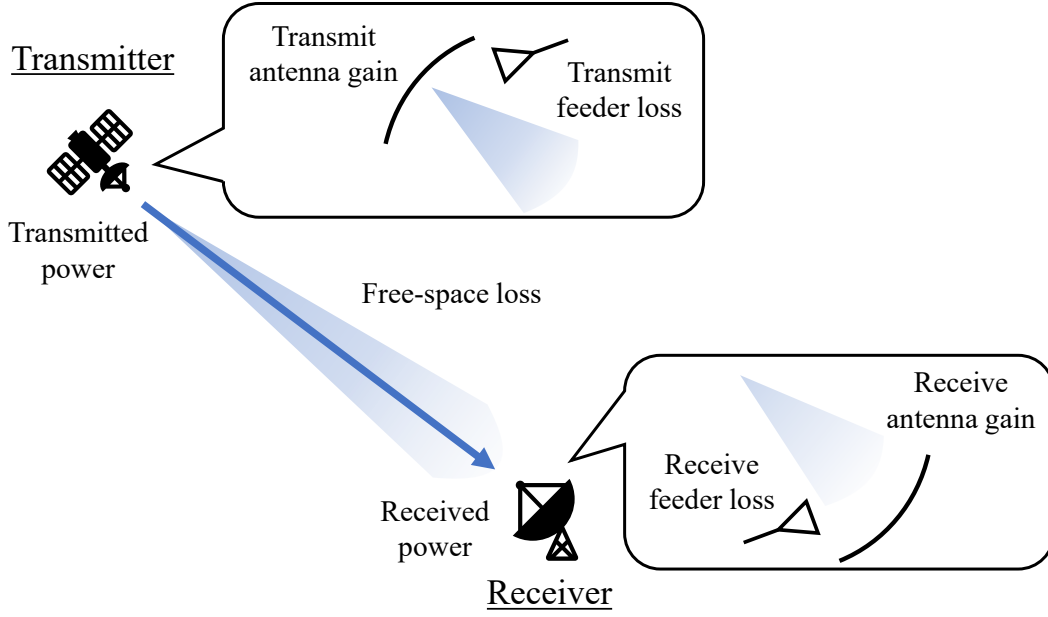 Transmitter
Transmit
antenna gain
Transmit
feeder loss
Transmitted
power
Free-space loss
Receive
antenna gain
Receive
feeder loss
Received
power
Receiver